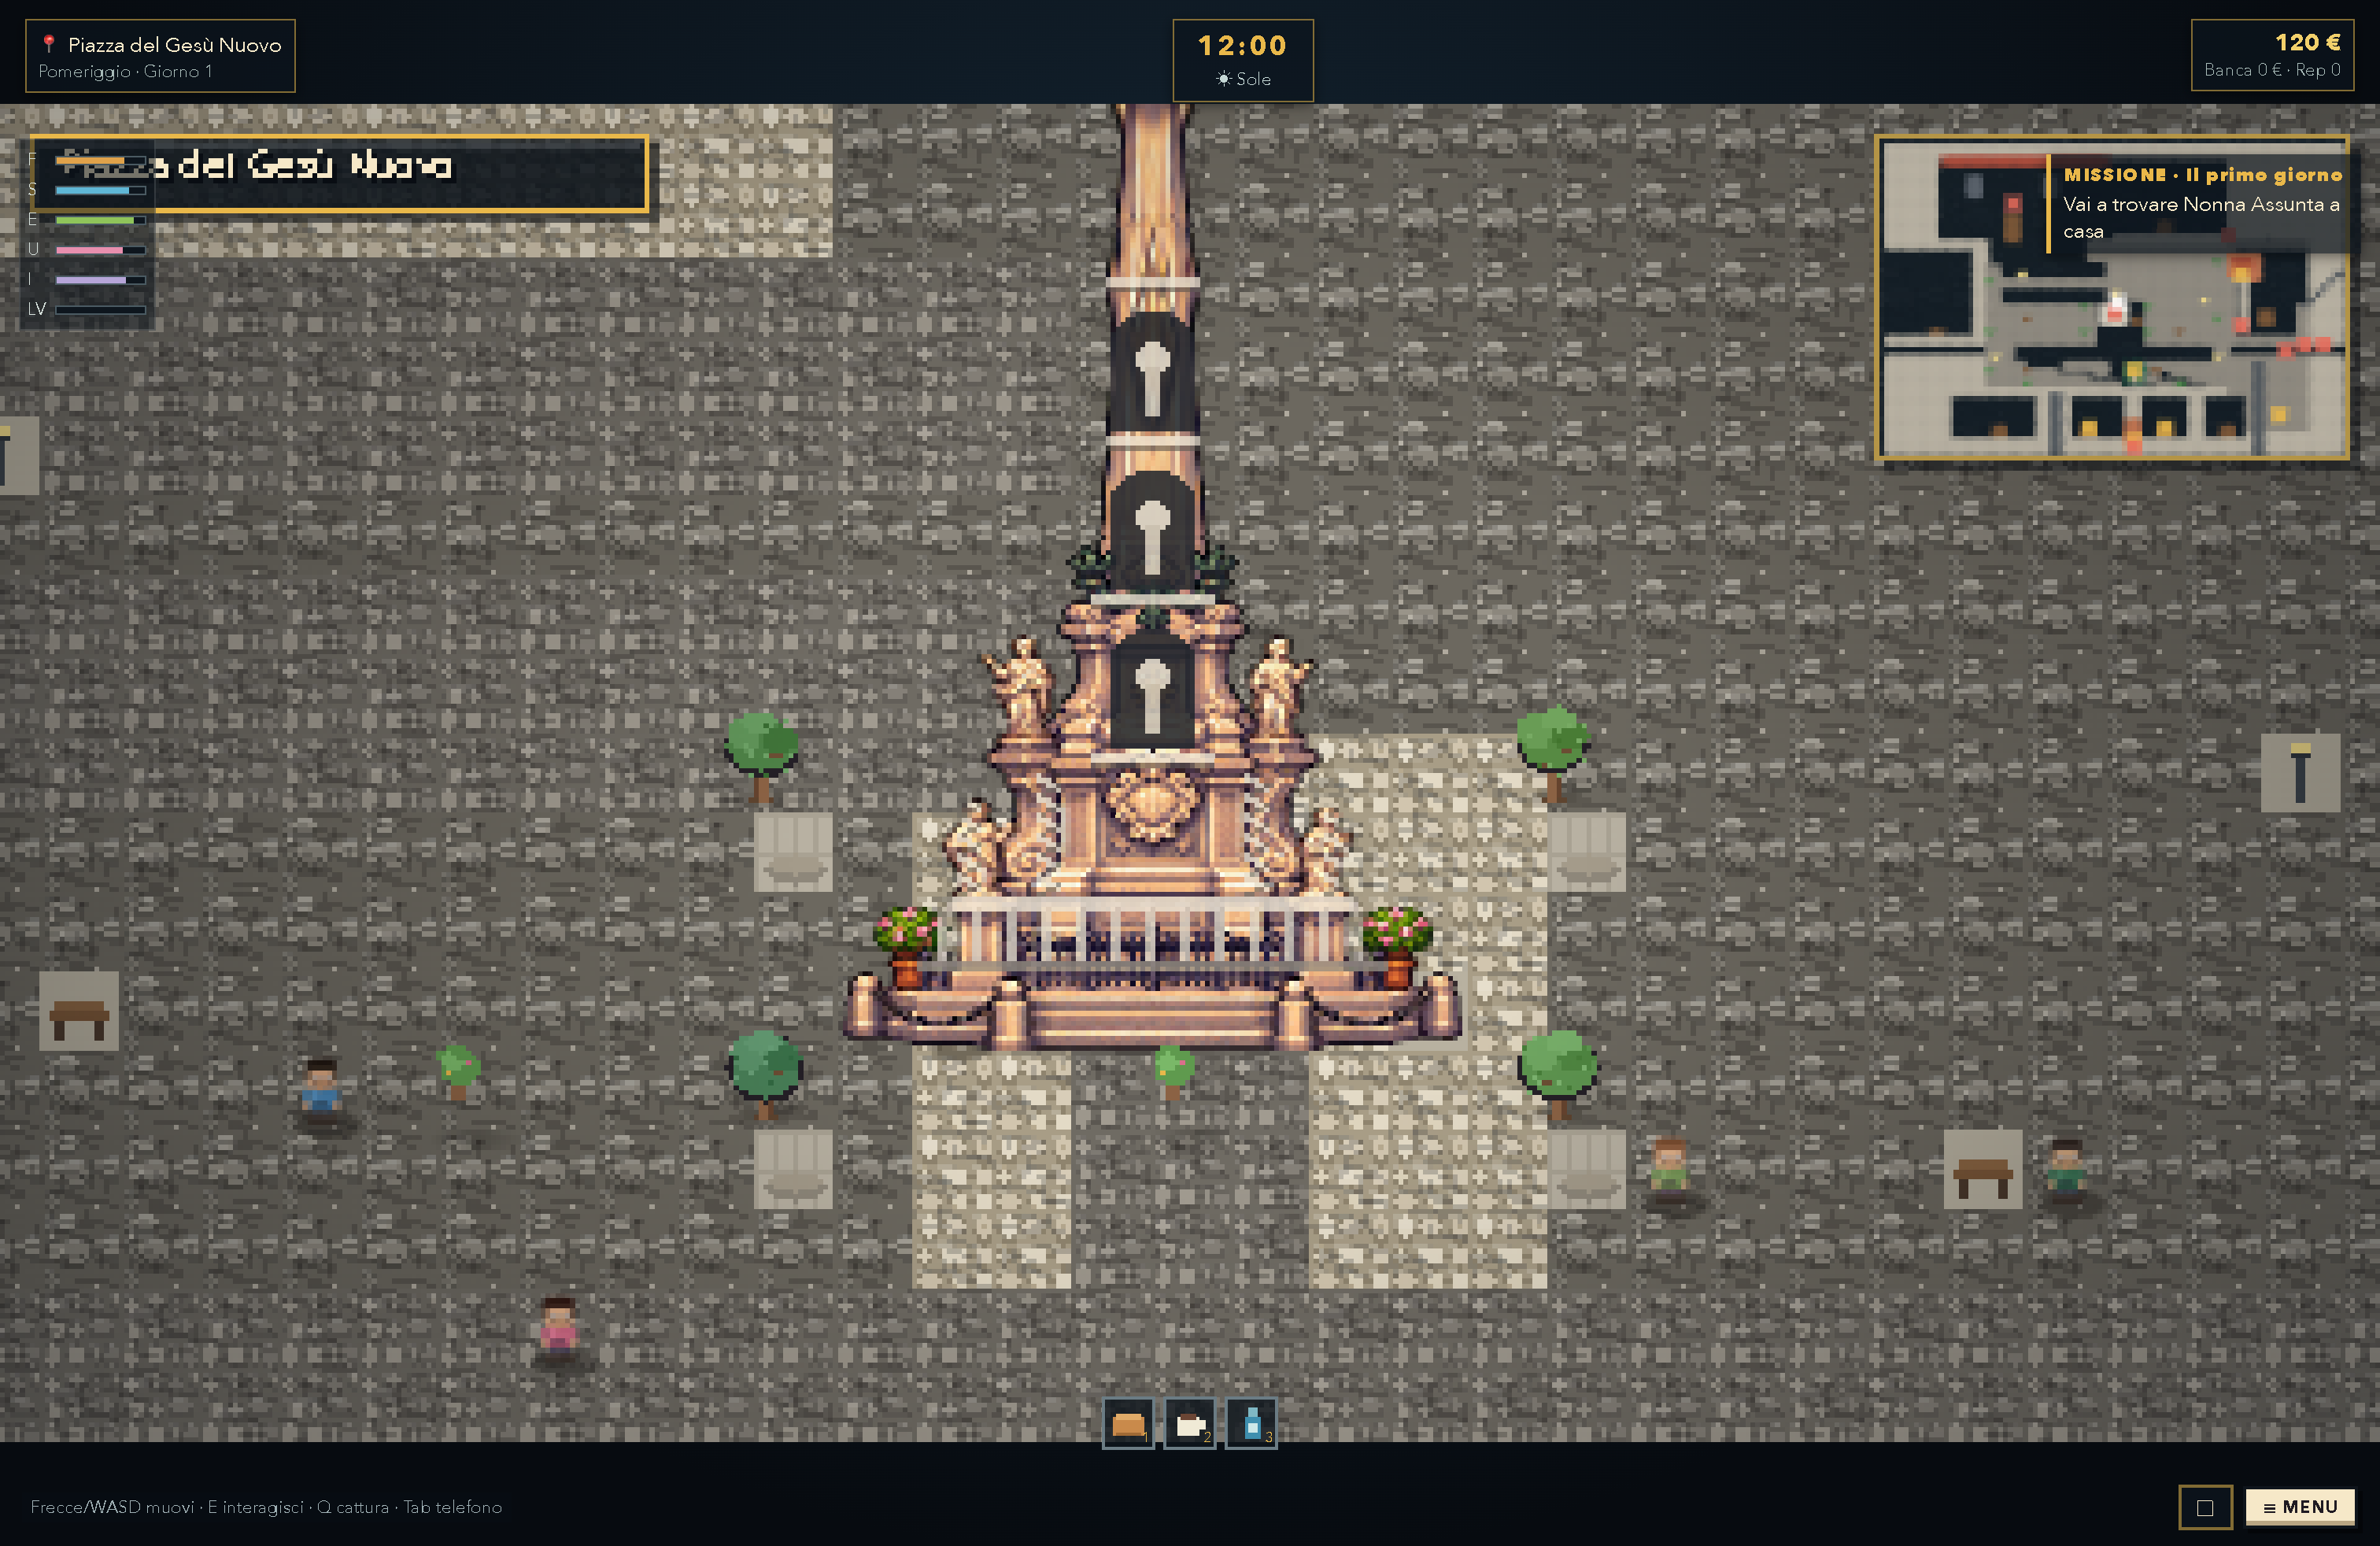 📍 Piazza del Gesù Nuovo
Pomeriggio · Giorno 1
12:00
☀ Sole
120 €
Banca 0 € · Rep 0
del Gesù Nuovo
F
S
E
U
I
LV
MISSIONE · Il primo giorno
Vai a trovare Nonna Assunta a
casa
1
2
3
Frecce/WASD muovi · E interagisci · Q cattura · Tab telefono
≡ MENU